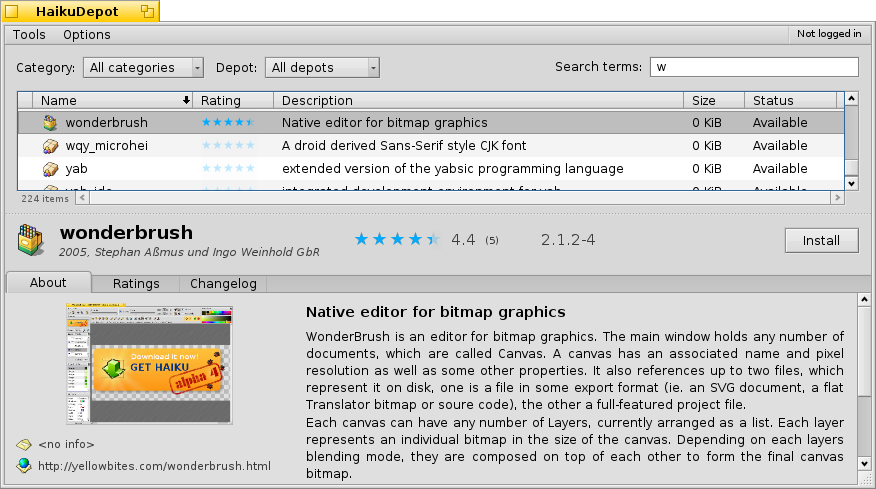 HaikuDepot
Tools Options Not logged in
Category: All categories Depot: All depots Search terms: w
Name Rating Description Size Status
wonderbrush Native editor for bitmap graphics 0 KiB Available
wqy_microhei A droid derived Sans-Serif style CJK font 0 KiB Available
yab extended version of the yabsic programming language 0 KiB Available
yab_ide integrated development environment for yab 0 KiB Available
224 items
wonderbrush 4.4 (5) 2.1.2-4 Install
2005, Stephan Aßmus und Ingo Weinhold GbR
About Ratings Changelog
Download it now!
GET HAIKU
alpha 4
<no info>
http://yellowbites.com/wonderbrush.html
Native editor for bitmap graphics
WonderBrush is an editor for bitmap graphics. The main window holds any number of
documents, which are called Canvas. A canvas has an associated name and pixel
resolution as well as some other properties. It also references up to two files, which
represent it on disk, one is a file in some export format (ie. an SVG document, a flat
Translator bitmap or soure code), the other a full-featured project file.
Each canvas can have any number of Layers, currently arranged as a list. Each layer
represents an individual bitmap in the size of the canvas. Depending on each layers
blending mode, they are composed on top of each other to form the final canvas
bitmap.